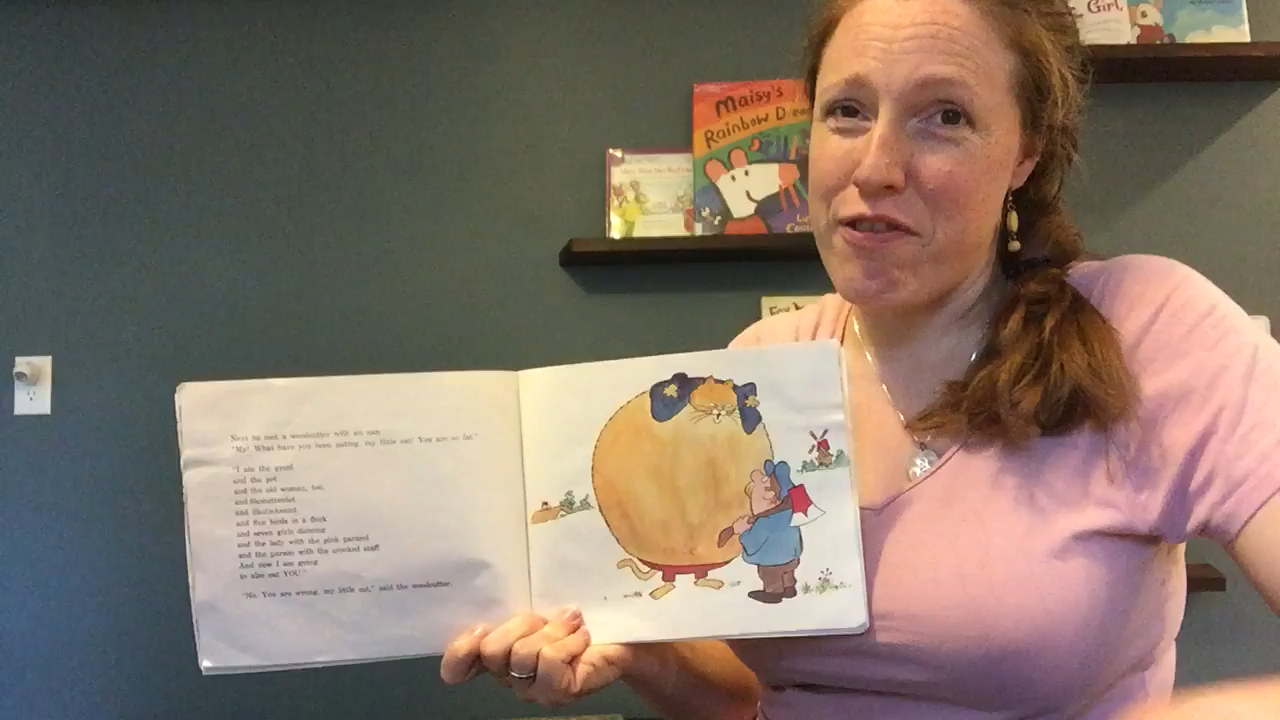 Girl,
Maisy's
Rainbow D
Lu
Cous
Fox
Next he met a woodcutter with an axe.
"My! What have you been eating, my little cat? You are so fat."
"I ate the gruel
and the pot
and the old woman, too,
and Skohottentot
and Skolinkenlot
and five birds in a flock
and seven girls dancing
and the lady with the pink parasol
and the parson with the crooked staff
And now I am going
to also eat YOU."
"No. You are wrong, my little cat," said the woodcutter.